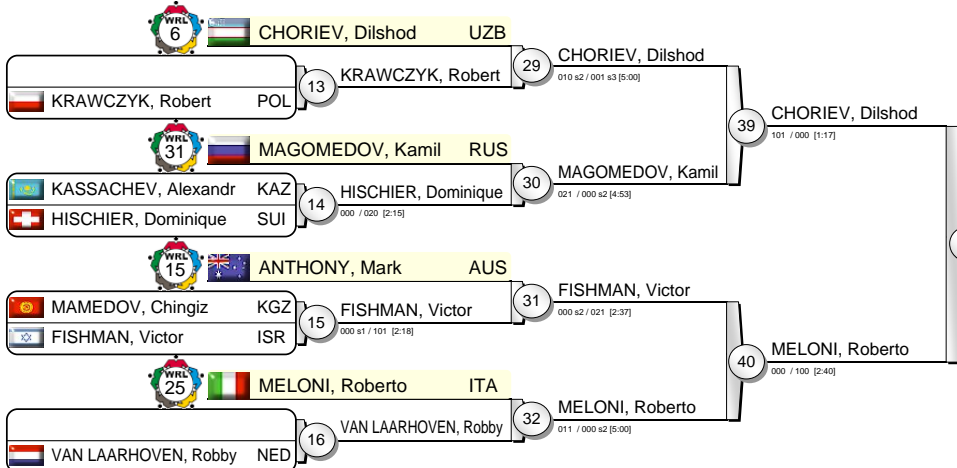 WRL
6
CHORIEV, Dilshod UZB
29
CHORIEV, Dilshod
010 s2 / 001 s3 [5:00]
13
KRAWCZYK, Robert
KRAWCZYK, Robert POL
39
CHORIEV, Dilshod
101 / 000 [1:17]
WRL
31
MAGOMEDOV, Kamil RUS
30
MAGOMEDOV, Kamil
021 / 000 s2 [4:53]
KASSACHEV, Alexandr KAZ
14
HISCHIER, Dominique
000 / 020 [2:15]
HISCHIER, Dominique SUI
WRL
15
ANTHONY, Mark AUS
31
FISHMAN, Victor
000 s2 / 021 [2:37]
MAMEDOV, Chingiz KGZ
15
FISHMAN, Victor
000 s1 / 101 [2:18]
FISHMAN, Victor ISR
40
MELONI, Roberto
000 / 100 [2:40]
WRL
25
MELONI, Roberto ITA
32
MELONI, Roberto
011 / 000 s2 [5:00]
16
VAN LAARHOVEN, Robby
VAN LAARHOVEN, Robby NED